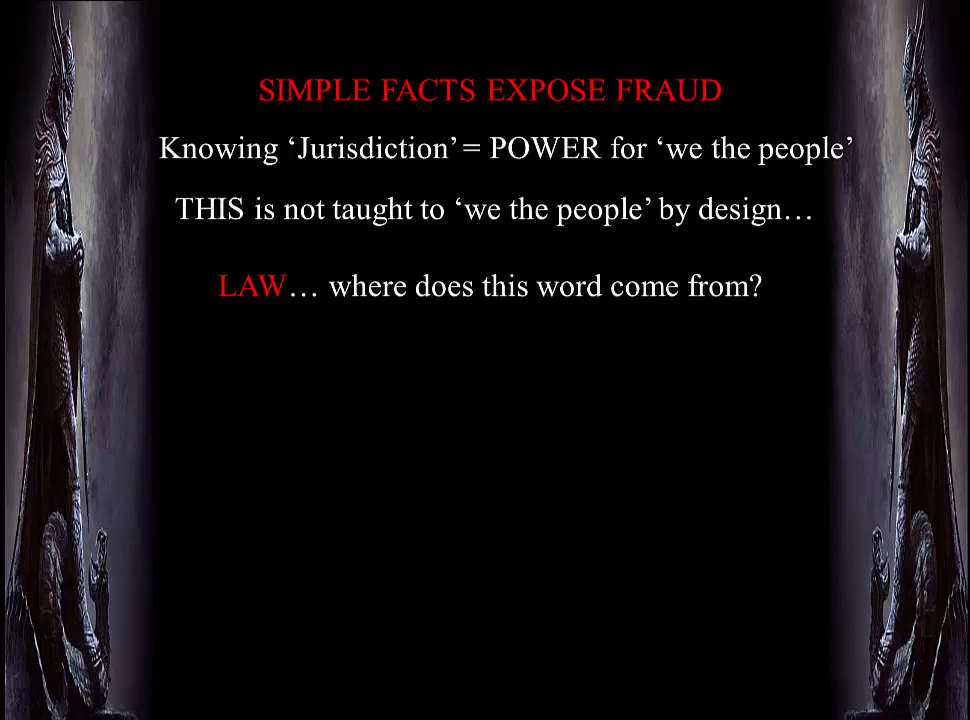 SIMPLE FACTS EXPOSE FRAUD
Knowing ‘Jurisdiction’ = POWER for ‘we the people’
THIS is not taught to ‘we the people’ by design…
LAW… where does this word come from?